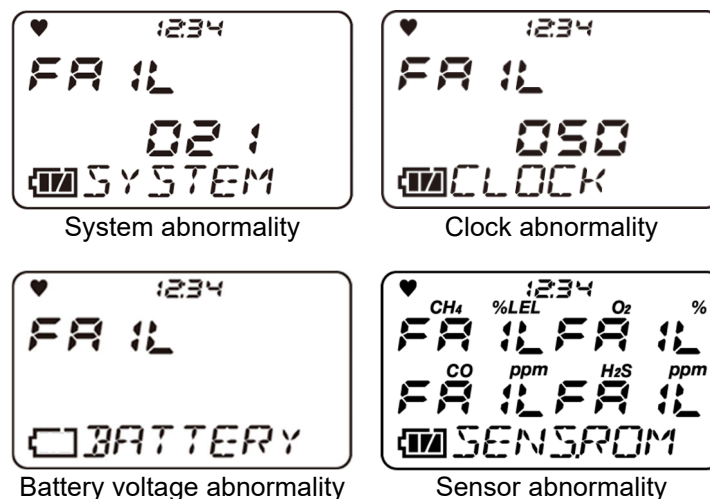 12:34
FAIL
021
SYSTEM
System abnormality
12:34
FAIL
050
CLOCK
Clock abnormality
12:34
FAIL
BATTERY
Battery voltage abnormality
12:34
CH₄ %LEL O₂ %
FAIL FAIL
CO ppm H₂S ppm
FAIL FAIL
SENSROM
Sensor abnormality